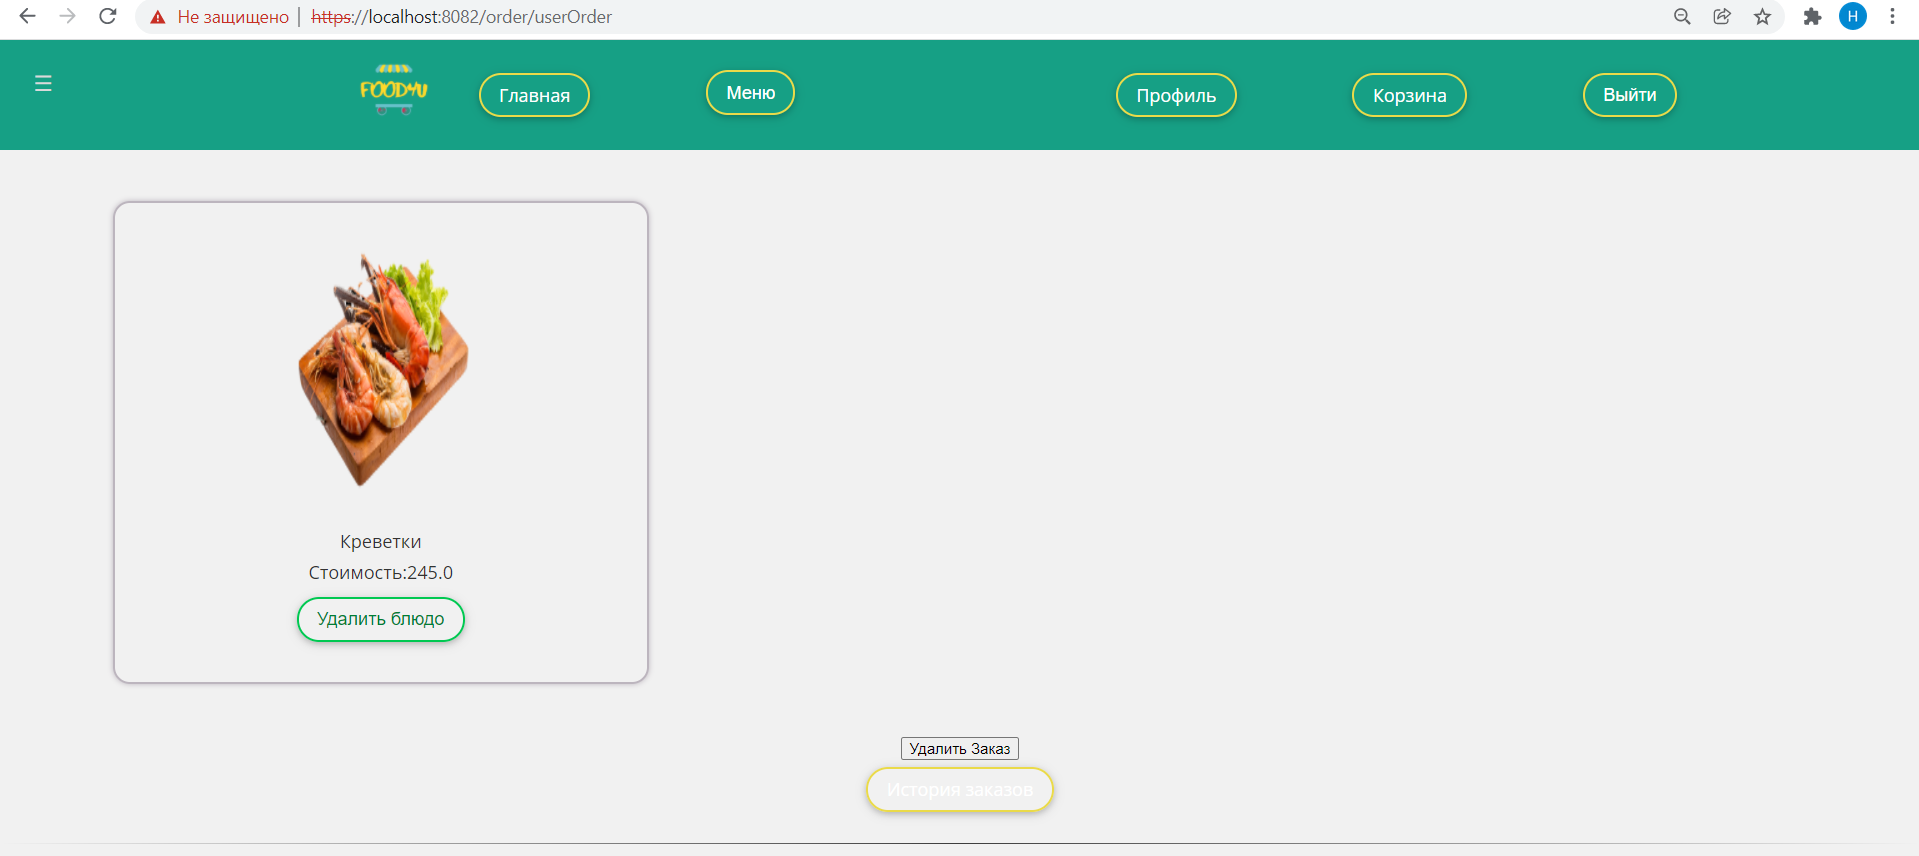 Не защищено | https://localhost:8082/order/userOrder
Н
FOOD4U
Главная
Меню
Профиль
Корзина
Выйти
Креветки
Стоимость:245.0
Удалить блюдо
Удалить Заказ
История заказов